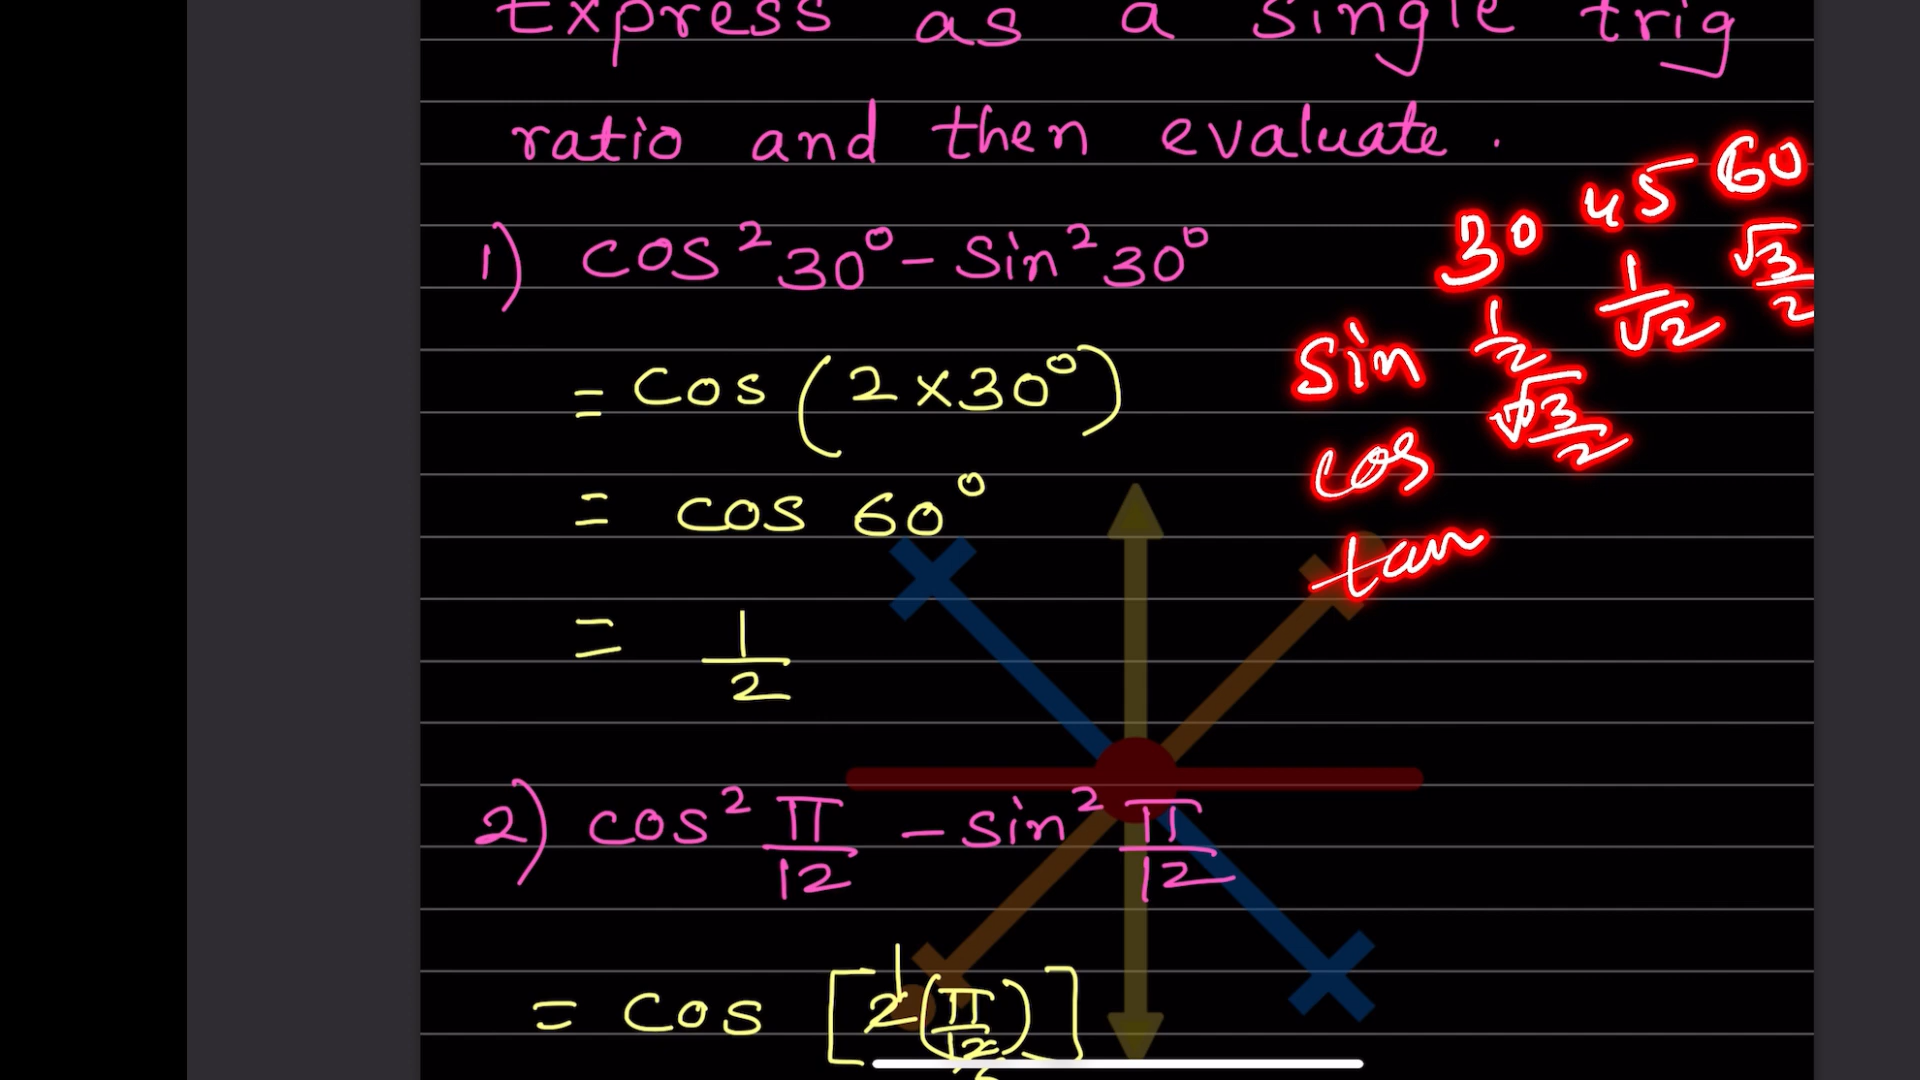 Express as a single trig
ratio and then evaluate.
1) cos²30° - Sin²30°
= Cos (2×30°)
= cos 60°
= 1/2
30 45 60
Sin 1/2 1/√2 √3/2
cos √3/2
tan
2) cos² π/12 - sin² π/12
= cos [2(π/12)]